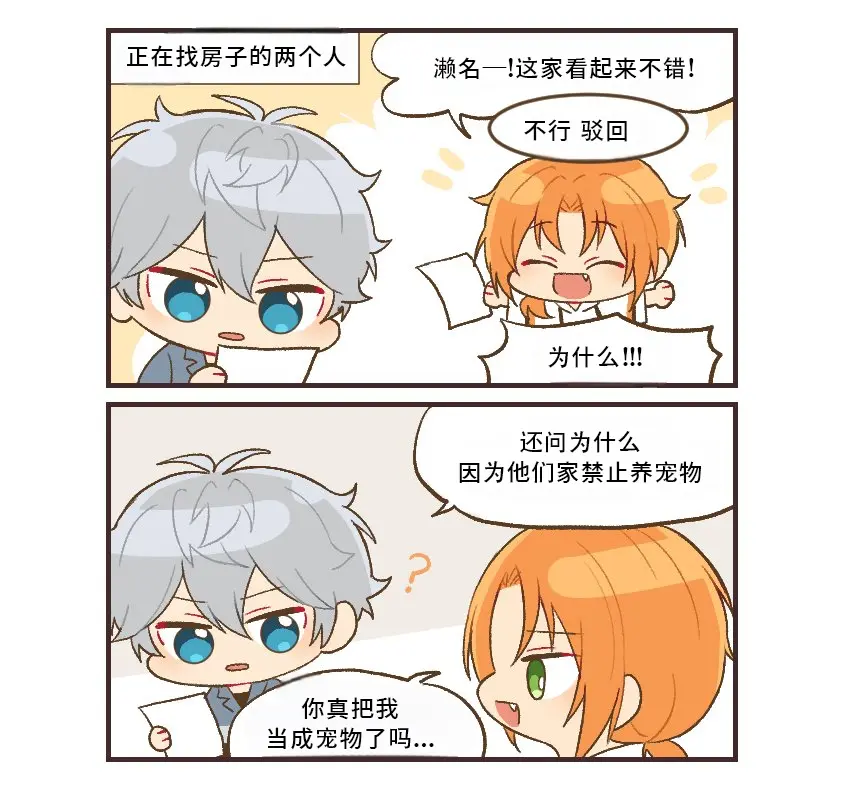 正在找房子的两个人
濑名—!这家看起来不错!
不行 驳回
为什么!!!
还问为什么
因为他们家禁止养宠物
?
你真把我
当成宠物了吗...